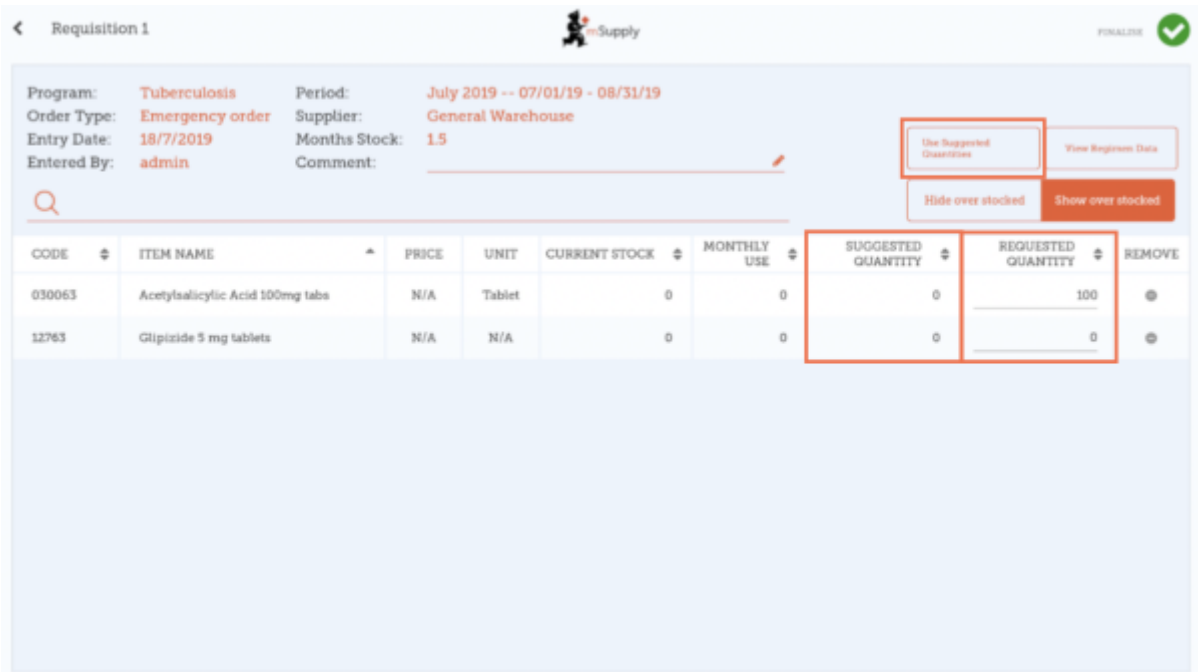 Requisition 1
mSupply
FINALISE
Program: Tuberculosis Period: July 2019 -- 07/01/19 - 08/31/19
Order Type: Emergency order Supplier: General Warehouse
Entry Date: 18/7/2019 Months Stock: 1.5
Entered By: admin Comment:
Use Suggested
Quantities
View Regimen Data
Hide over stocked Show over stocked
CODE ITEM NAME PRICE UNIT CURRENT STOCK MONTHLY USE SUGGESTED QUANTITY REQUESTED QUANTITY REMOVE
030063 Acetylsalicylic Acid 100mg tabs N/A Tablet 0 0 0 100
12763 Glipizide 5 mg tablets N/A N/A 0 0 0 0